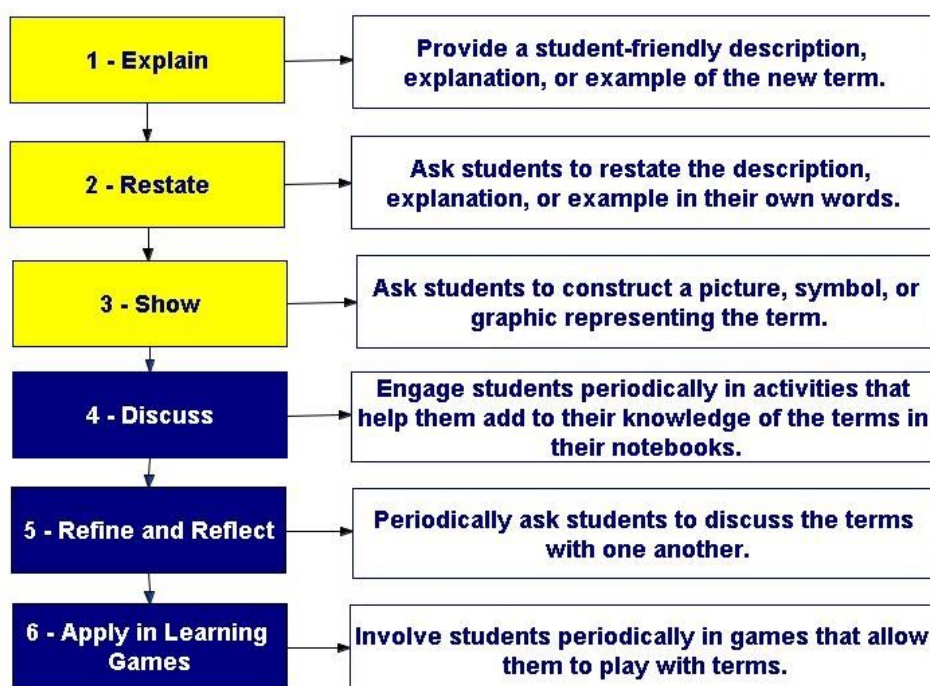 1 - Explain
Provide a student-friendly description,
explanation, or example of the new term.
2 - Restate
Ask students to restate the description,
explanation, or example in their own words.
3 - Show
Ask students to construct a picture, symbol, or
graphic representing the term.
4 - Discuss
Engage students periodically in activities that
help them add to their knowledge of the terms in
their notebooks.
5 - Refine and Reflect
Periodically ask students to discuss the terms
with one another.
6 - Apply in Learning
Games
Involve students periodically in games that allow
them to play with terms.